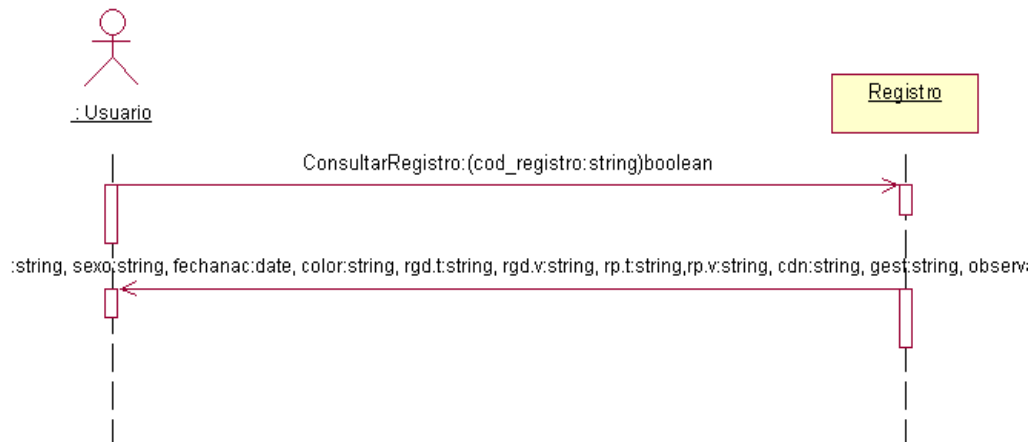 : Usuario
Registro
ConsultarRegistro:(cod_registro:string)boolean
:string, sexo:string, fechanac:date, color:string, rgd.t:string, rgd.v:string, rp.t:string,rp.v:string, cdn:string, gest:string, observa